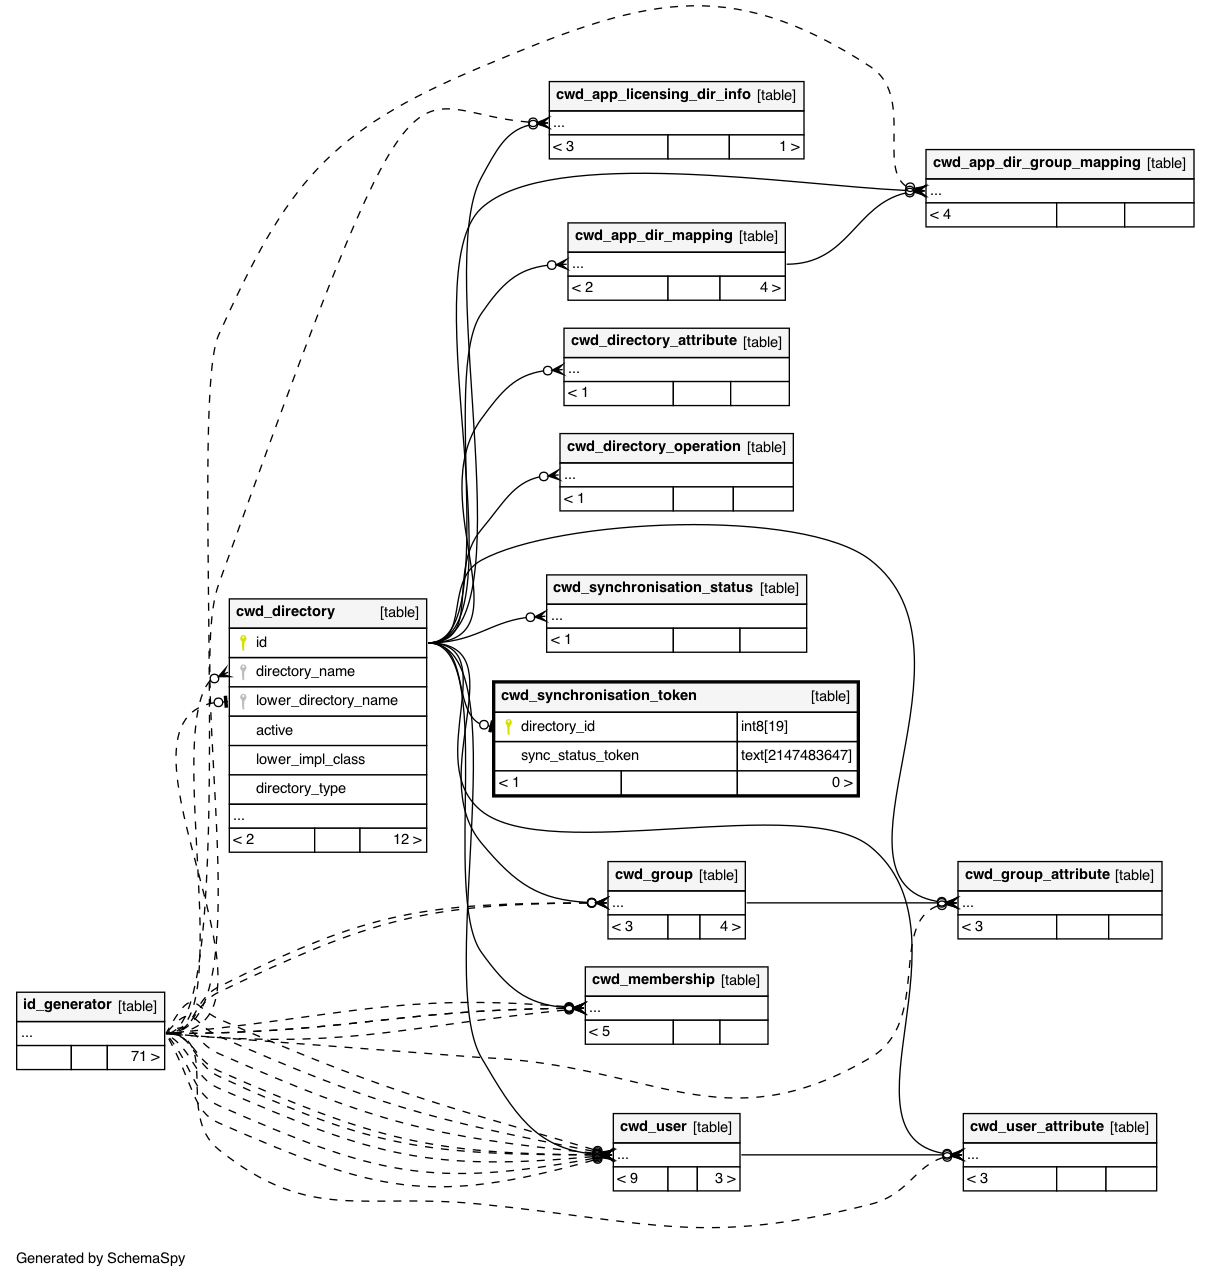 cwd_app_licensing_dir_info [table]
...
< 3 1 >
cwd_app_dir_group_mapping [table]
...
< 4
cwd_app_dir_mapping [table]
...
< 2 4 >
cwd_directory_attribute [table]
...
< 1
cwd_directory_operation [table]
...
< 1
cwd_synchronisation_status [table]
...
< 1
cwd_directory [table]
id
directory_name
lower_directory_name
active
lower_impl_class
directory_type
...
< 2 12 >
cwd_synchronisation_token [table]
directory_id int8[19]
sync_status_token text[2147483647]
< 1 0 >
cwd_group [table]
...
< 3 4 >
cwd_group_attribute [table]
...
< 3
cwd_membership [table]
...
< 5
id_generator [table]
...
71 >
cwd_user [table]
...
< 9 3 >
cwd_user_attribute [table]
...
< 3
Generated by SchemaSpy